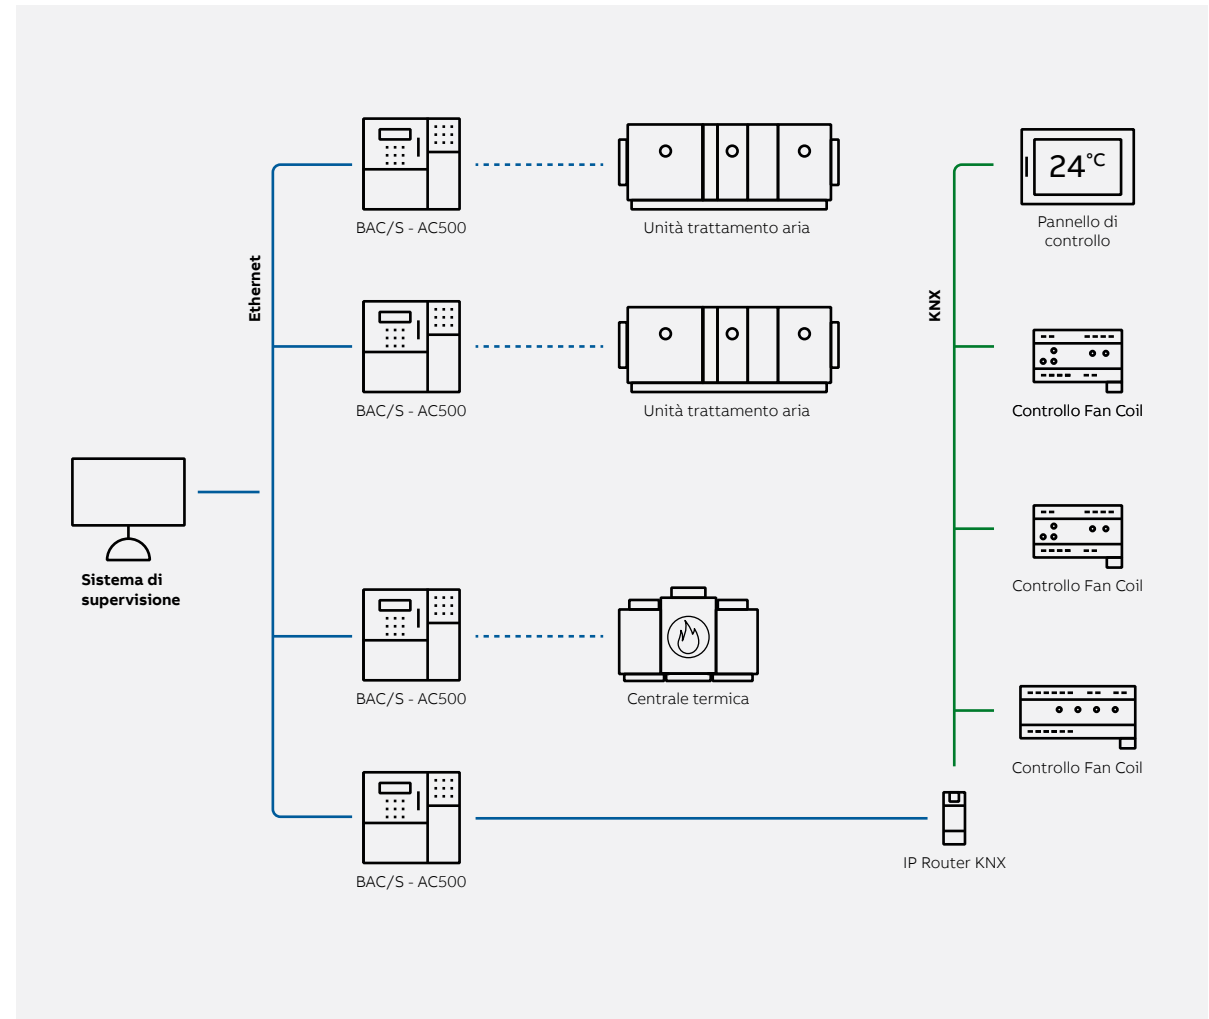 BAC/S - AC500
Unità trattamento aria
24°C
Pannello di
controllo
Ethernet
KNX
BAC/S - AC500
Unità trattamento aria
Controllo Fan Coil
Sistema di
supervisione
Controllo Fan Coil
BAC/S - AC500
Centrale termica
Controllo Fan Coil
BAC/S - AC500
IP Router KNX